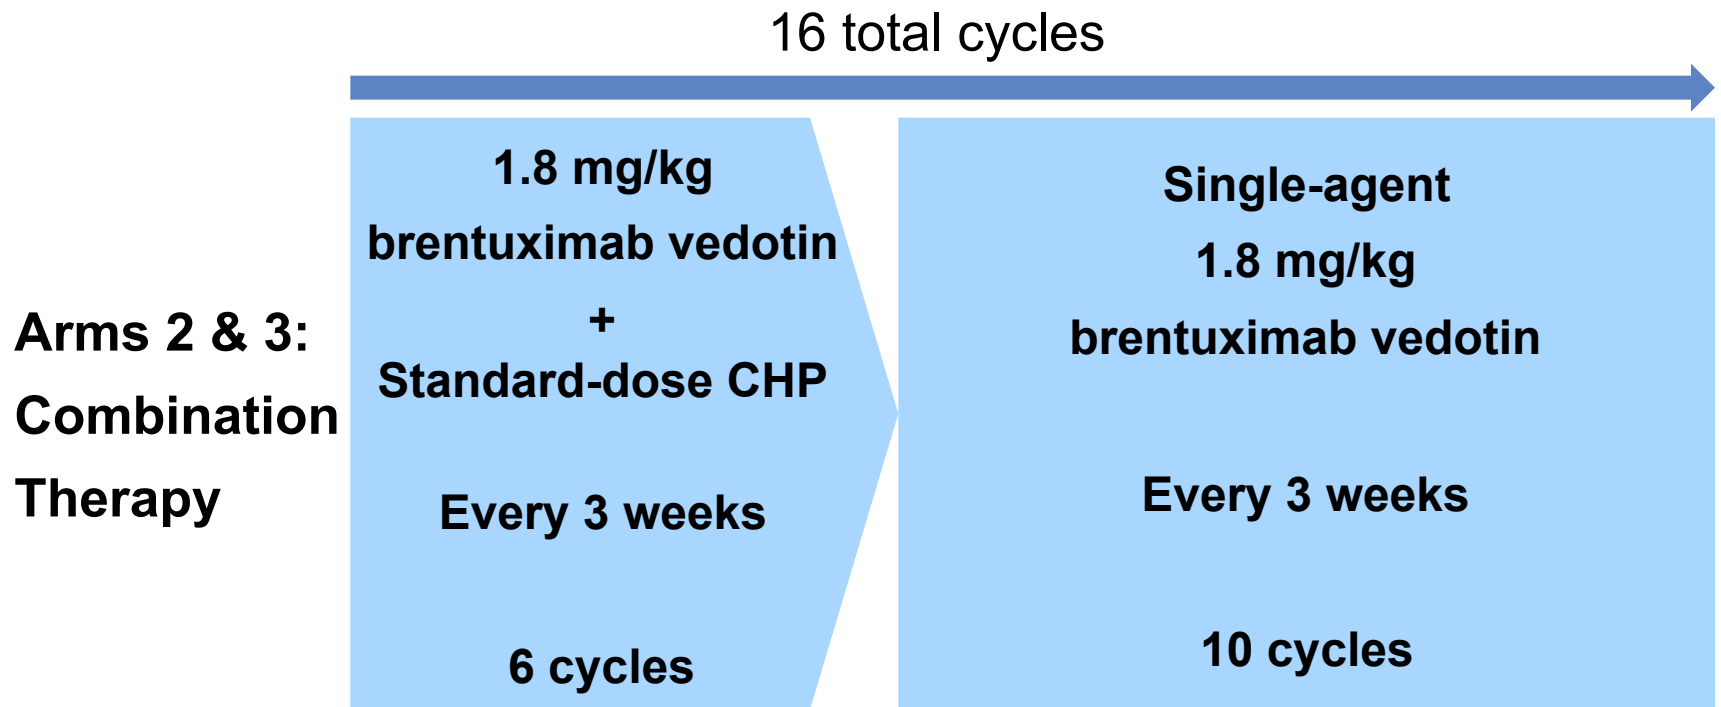 16 total cycles
Arms 2 & 3:
Combination
Therapy
1.8 mg/kg
brentuximab vedotin
+
Standard-dose CHP
Every 3 weeks
6 cycles
Single-agent
1.8 mg/kg
brentuximab vedotin
Every 3 weeks
10 cycles